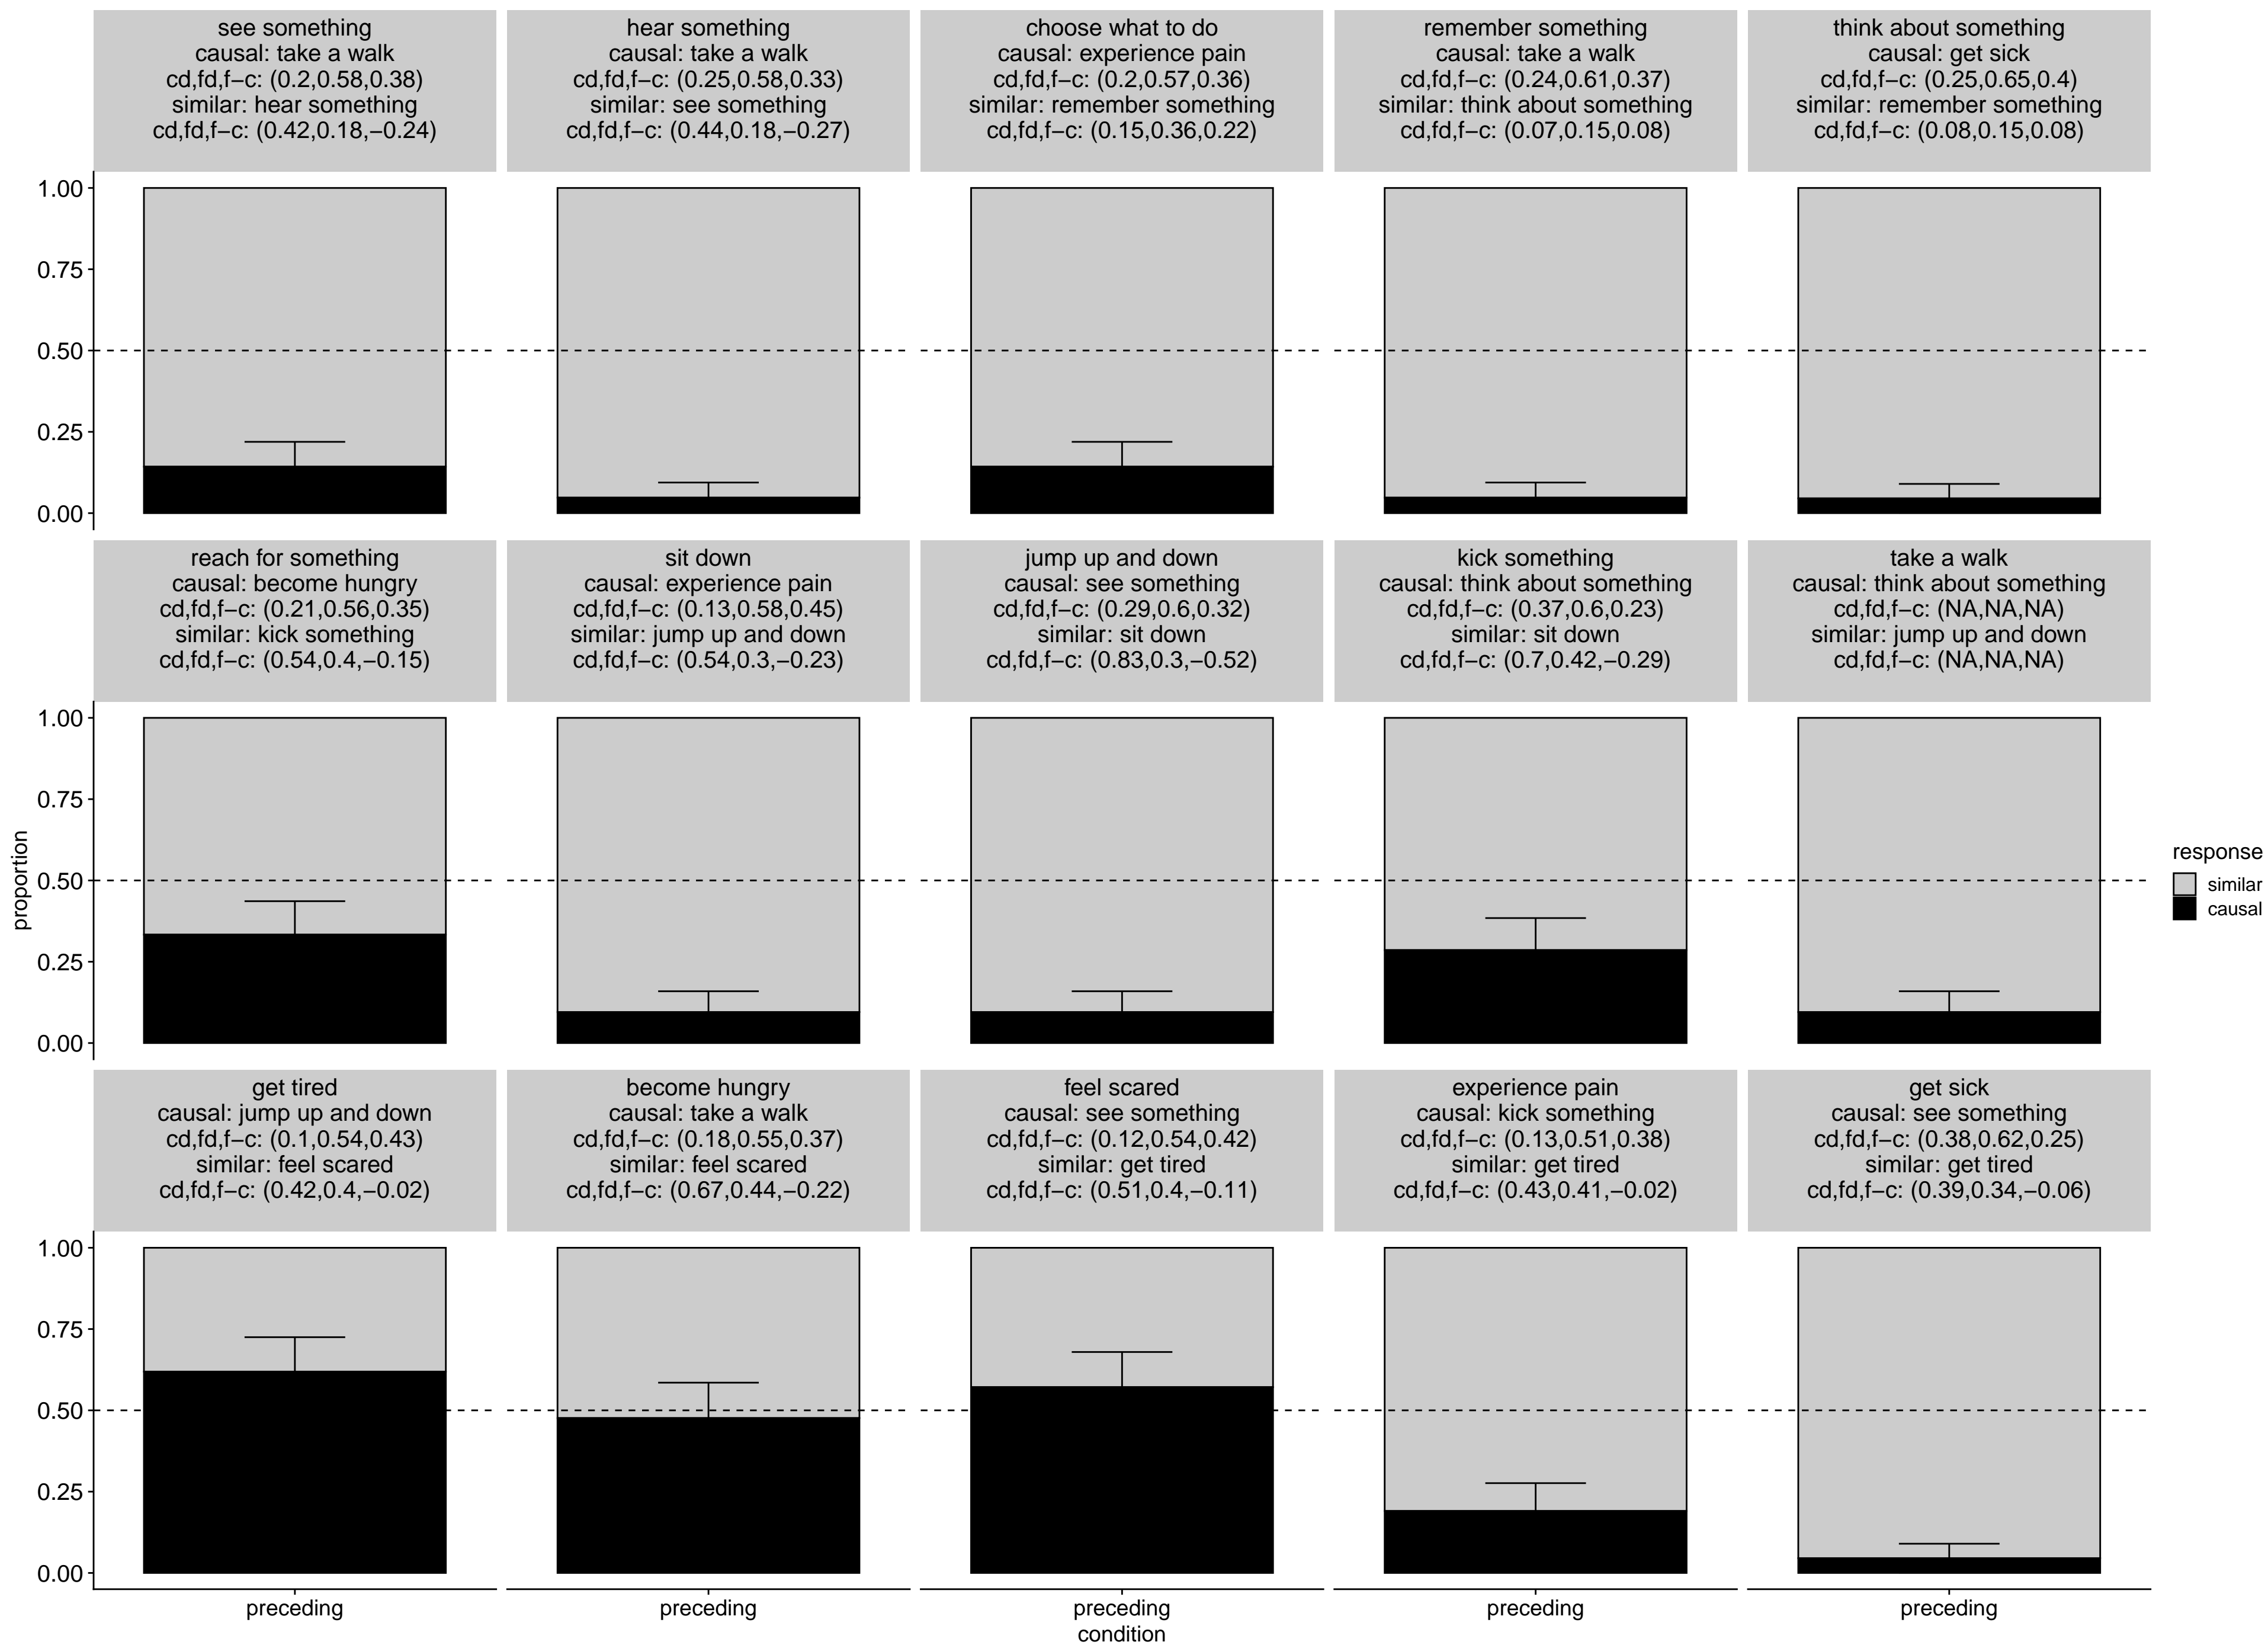 see something
causal: take a walk
cd,fd,f−c: (0.2,0.58,0.38)
similar: hear something
cd,fd,f−c: (0.42,0.18,−0.24)
hear something
causal: take a walk
cd,fd,f−c: (0.25,0.58,0.33)
similar: see something
cd,fd,f−c: (0.44,0.18,−0.27)
choose what to do
causal: experience pain
cd,fd,f−c: (0.2,0.57,0.36)
similar: remember something
cd,fd,f−c: (0.15,0.36,0.22)
remember something
causal: take a walk
cd,fd,f−c: (0.24,0.61,0.37)
similar: think about something
cd,fd,f−c: (0.07,0.15,0.08)
think about something
causal: get sick
cd,fd,f−c: (0.25,0.65,0.4)
similar: remember something
cd,fd,f−c: (0.08,0.15,0.08)
1.00
0.75
0.50
0.25
0.00
reach for something
causal: become hungry
cd,fd,f−c: (0.21,0.56,0.35)
similar: kick something
cd,fd,f−c: (0.54,0.4,−0.15)
sit down
causal: experience pain
cd,fd,f−c: (0.13,0.58,0.45)
similar: jump up and down
cd,fd,f−c: (0.54,0.3,−0.23)
jump up and down
causal: see something
cd,fd,f−c: (0.29,0.6,0.32)
similar: sit down
cd,fd,f−c: (0.83,0.3,−0.52)
kick something
causal: think about something
cd,fd,f−c: (0.37,0.6,0.23)
similar: sit down
cd,fd,f−c: (0.7,0.42,−0.29)
take a walk
causal: think about something
cd,fd,f−c: (NA,NA,NA)
similar: jump up and down
cd,fd,f−c: (NA,NA,NA)
1.00
0.75
0.50
0.25
0.00
proportion
response
similar
causal
get tired
causal: jump up and down
cd,fd,f−c: (0.1,0.54,0.43)
similar: feel scared
cd,fd,f−c: (0.42,0.4,−0.02)
become hungry
causal: take a walk
cd,fd,f−c: (0.18,0.55,0.37)
similar: feel scared
cd,fd,f−c: (0.67,0.44,−0.22)
feel scared
causal: see something
cd,fd,f−c: (0.12,0.54,0.42)
similar: get tired
cd,fd,f−c: (0.51,0.4,−0.11)
experience pain
causal: kick something
cd,fd,f−c: (0.13,0.51,0.38)
similar: get tired
cd,fd,f−c: (0.43,0.41,−0.02)
get sick
causal: see something
cd,fd,f−c: (0.38,0.62,0.25)
similar: get tired
cd,fd,f−c: (0.39,0.34,−0.06)
1.00
0.75
0.50
0.25
0.00
preceding
preceding
preceding
preceding
preceding
condition